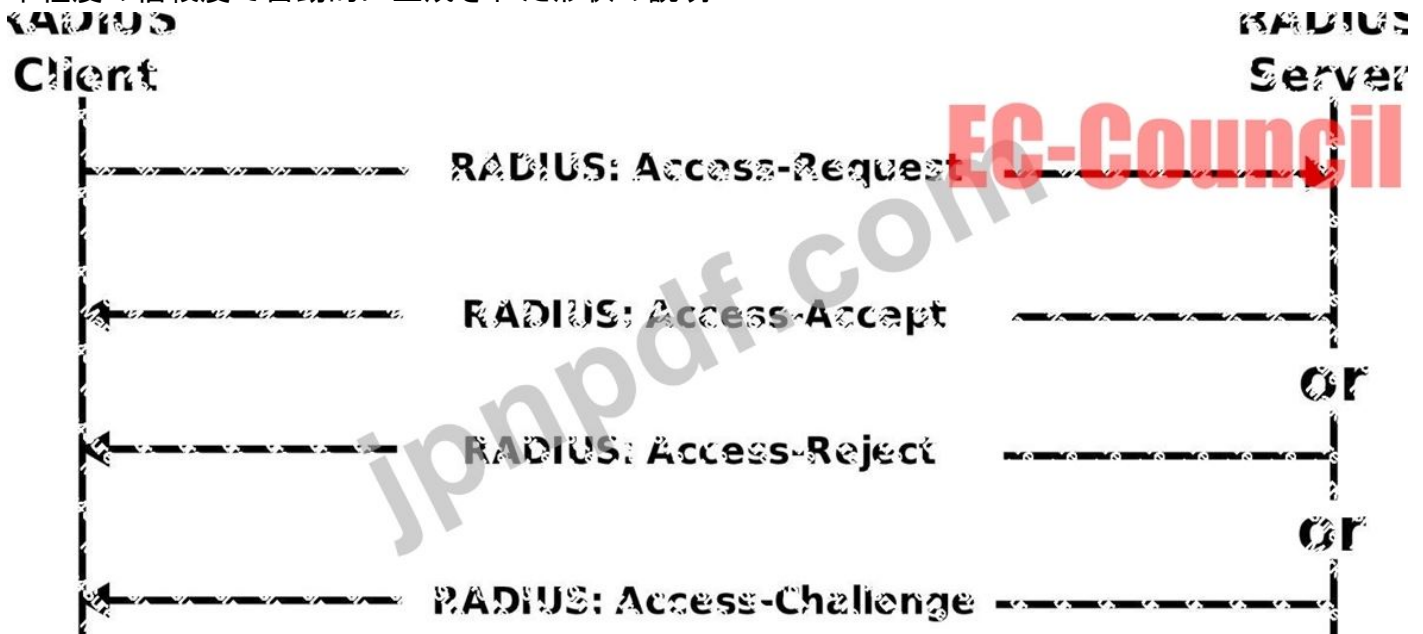 RADIUS
Client
RADIUS
Server
EC-Council
RADIUS: Access-Request
RADIUS: Access-Accept
or
RADIUS: Access-Reject
or
RADIUS: Access-Challenge
jpnpdf.com